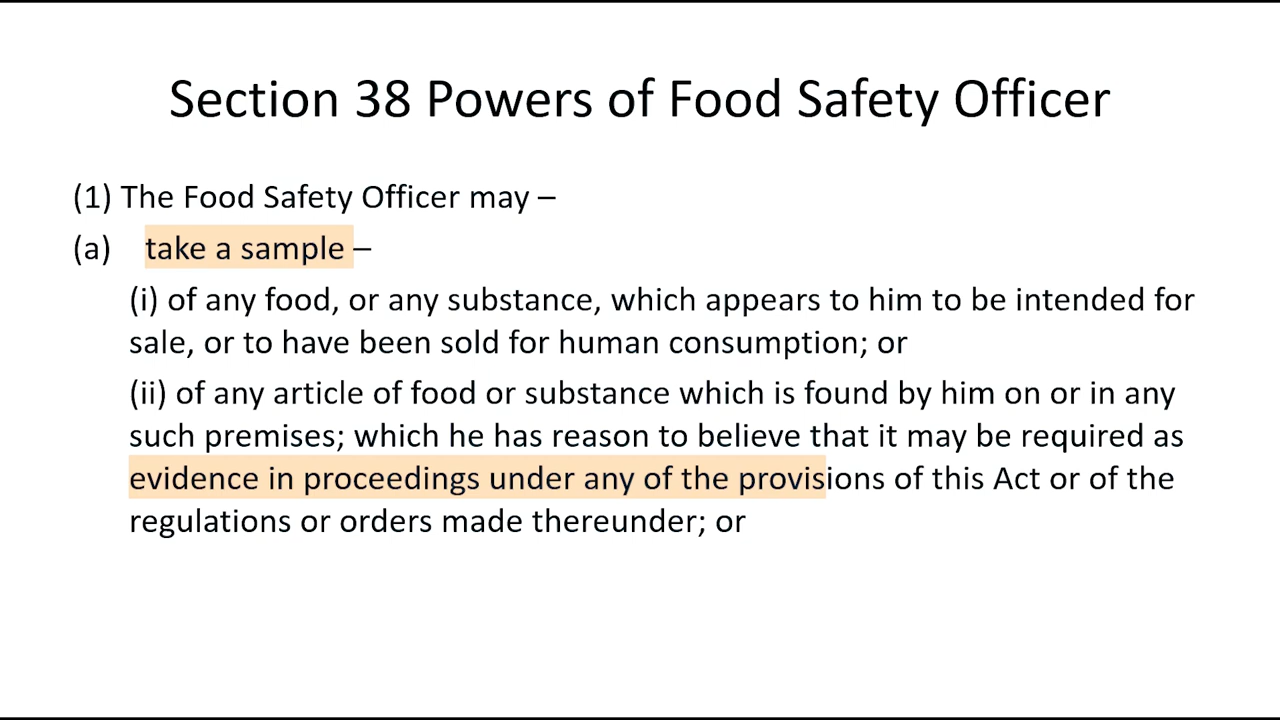 Section 38 Powers of Food Safety Officer
(1) The Food Safety Officer may –
(a) take a sample –
(i) of any food, or any substance, which appears to him to be intended for
sale, or to have been sold for human consumption; or
(ii) of any article of food or substance which is found by him on or in any
such premises; which he has reason to believe that it may be required as
evidence in proceedings under any of the provisions of this Act or of the
regulations or orders made thereunder; or